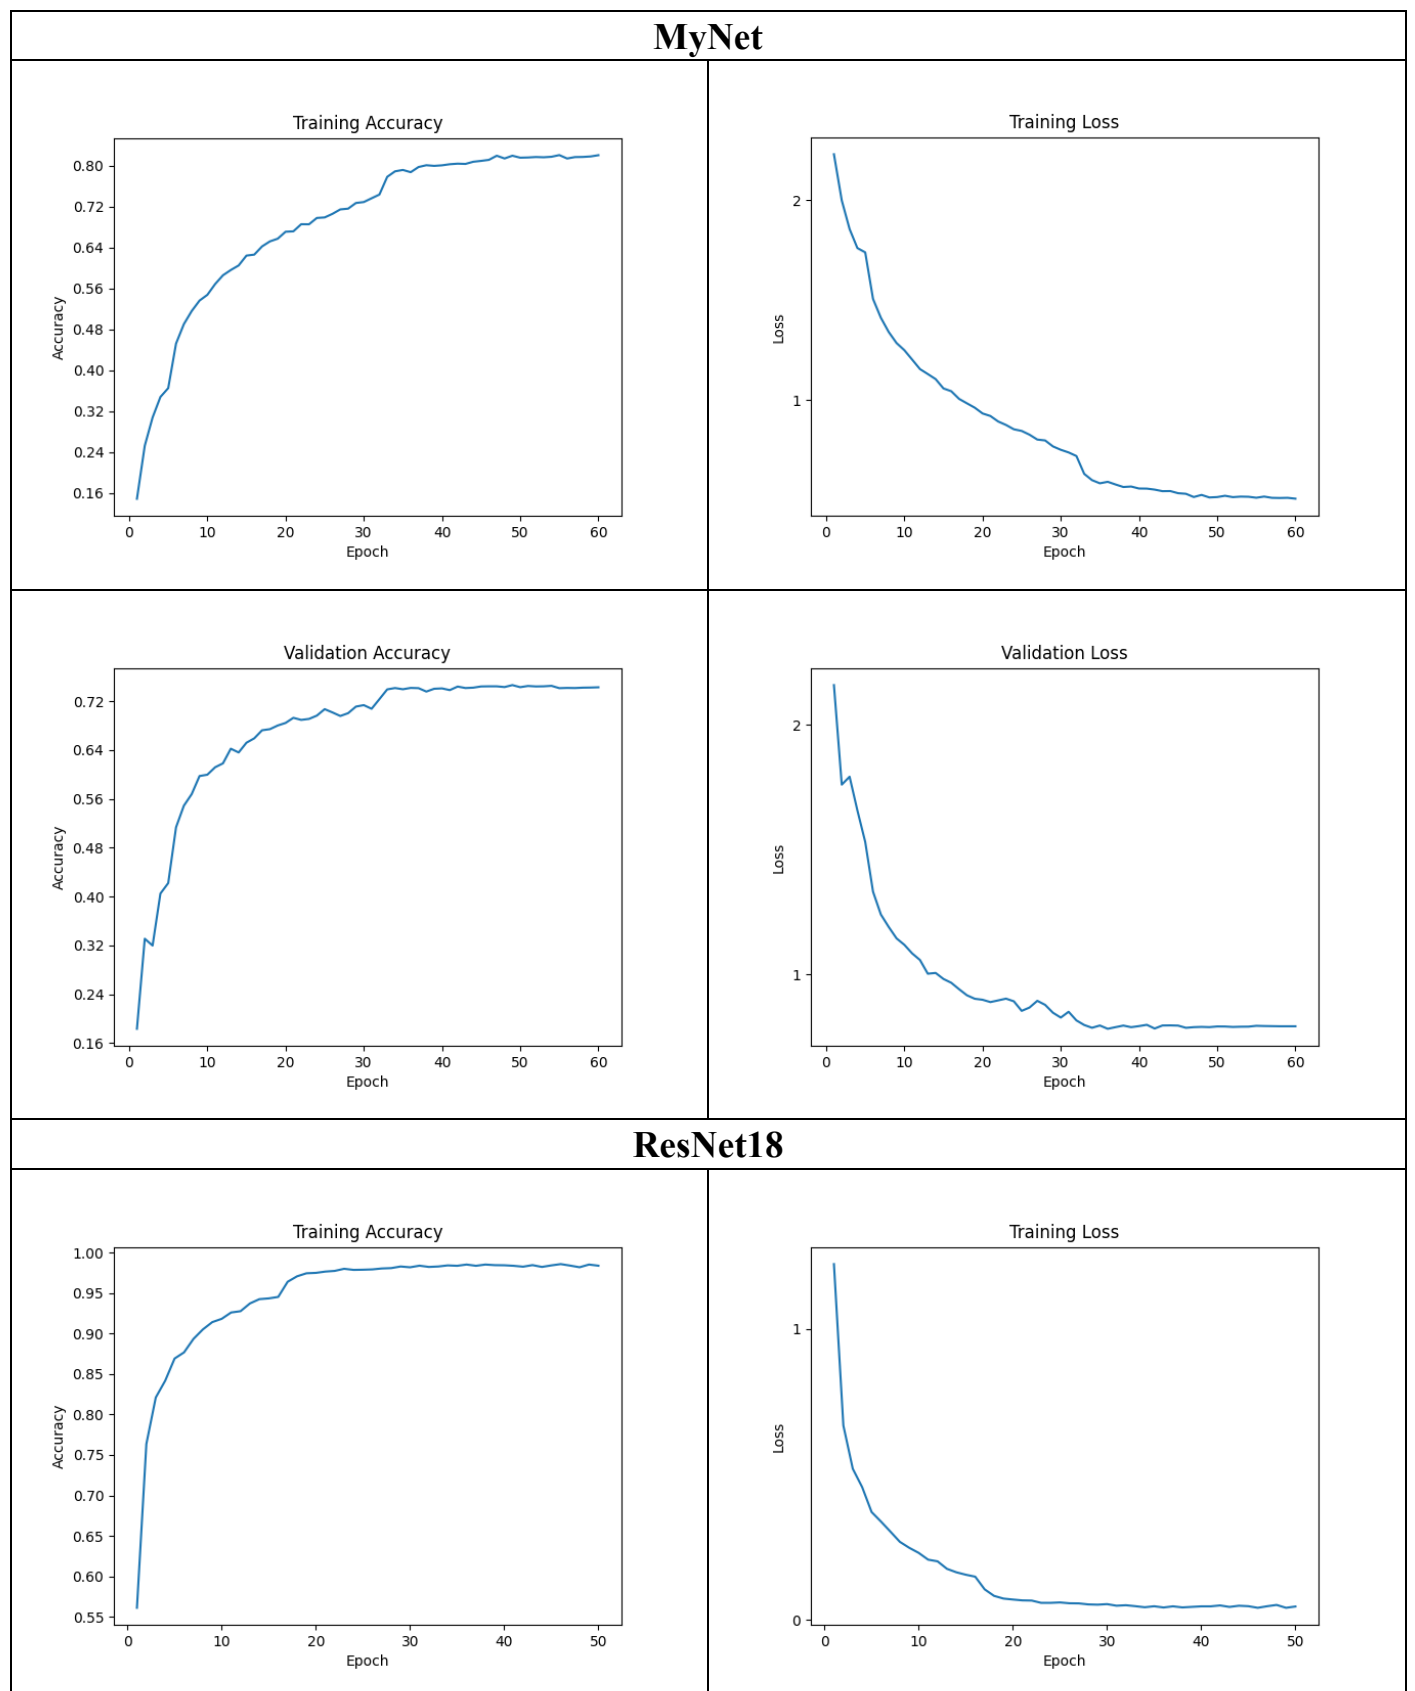 MyNet
Training Accuracy
0.80
0.72
0.64
0.56
0.48
0.40
0.32
0.24
0.16
Accuracy
0 10 20 30 40 50 60
Epoch
Training Loss
2
1
Loss
0 10 20 30 40 50 60
Epoch
Validation Accuracy
0.72
0.64
0.56
0.48
0.40
0.32
0.24
0.16
Accuracy
0 10 20 30 40 50 60
Epoch
Validation Loss
2
1
Loss
0 10 20 30 40 50 60
Epoch
ResNet18
Training Accuracy
1.00
0.95
0.90
0.85
0.80
0.75
0.70
0.65
0.60
0.55
Accuracy
0 10 20 30 40 50
Epoch
Training Loss
1
0
Loss
0 10 20 30 40 50
Epoch